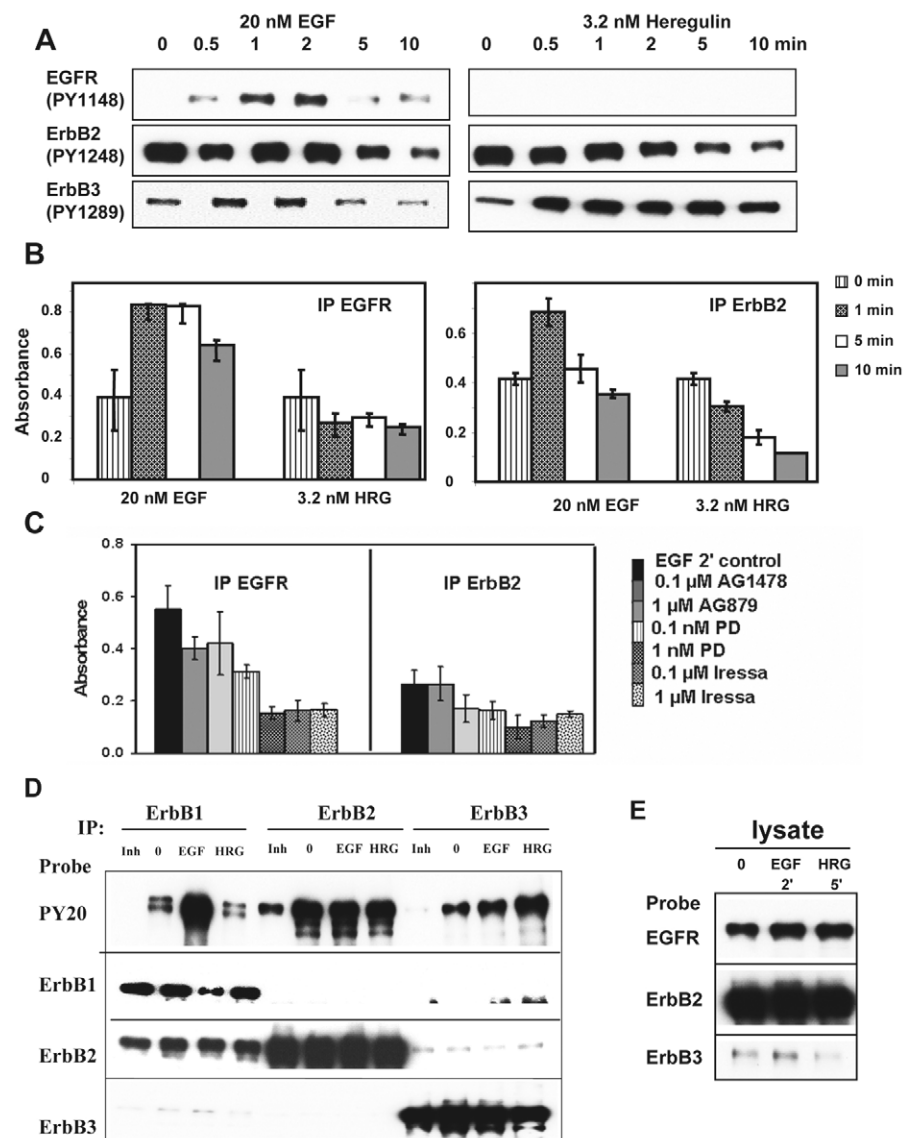 A
20 nM EGF
3.2 nM Heregulin
0 0.5 1 2 5 10
0 0.5 1 2 5 10 min
EGFR
(PY1148)
ErbB2
(PY1248)
ErbB3
(PY1289)
B
Absorbance
0.8
0.6
0.4
0.2
0
IP EGFR
20 nM EGF
3.2 nM HRG
0.6
0.4
0.2
0
IP ErbB2
20 nM EGF
3.2 nM HRG
0 min
1 min
5 min
10 min
C
Absorbance
0.8
0.6
0.4
0.2
0.0
IP EGFR
IP ErbB2
EGF 2' control
0.1 µM AG1478
1 µM AG879
0.1 nM PD
1 nM PD
0.1 µM Iressa
1 µM Iressa
D
IP:
ErbB1
ErbB2
ErbB3
Inh 0 EGF HRG
Inh 0 EGF HRG
Inh 0 EGF HRG
Probe
PY20
ErbB1
ErbB2
ErbB3
E
lysate
0 EGF HRG
2' 5'
Probe
EGFR
ErbB2
ErbB3